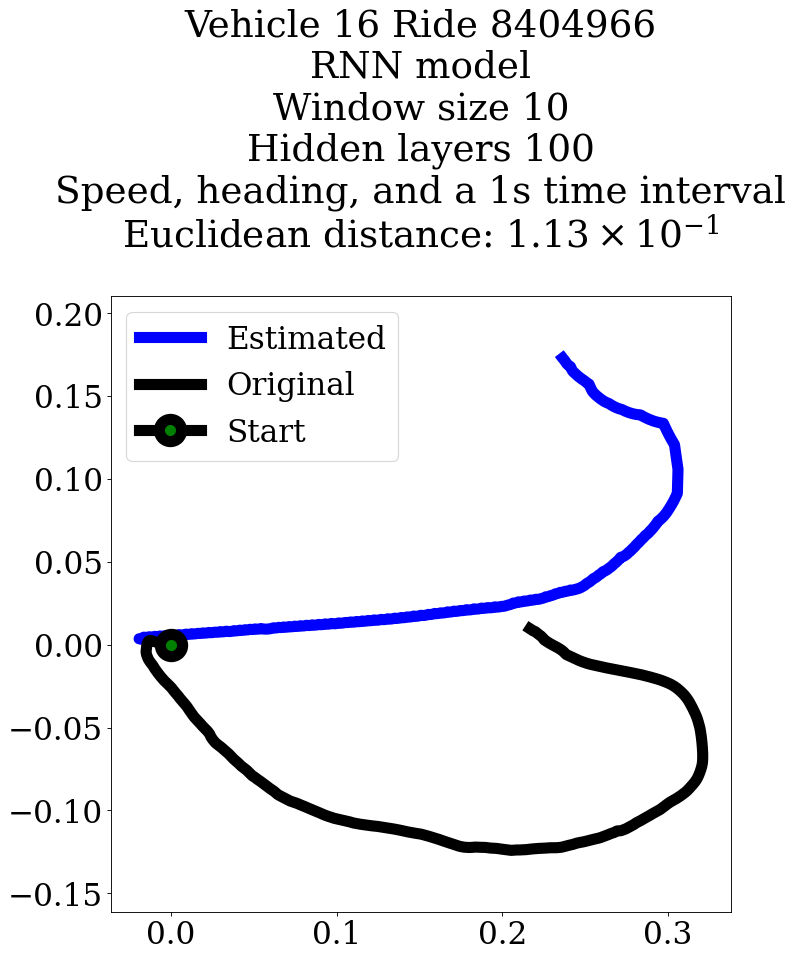 Vehicle 16 Ride 8404966
RNN model
Window size 10
Hidden layers 100
Speed, heading, and a 1s time interval
Euclidean distance: 1.13 × 10⁻¹
Estimated
Original
Start
0.20
0.15
0.10
0.05
0.00
−0.05
−0.10
−0.15
0.0 0.1 0.2 0.3